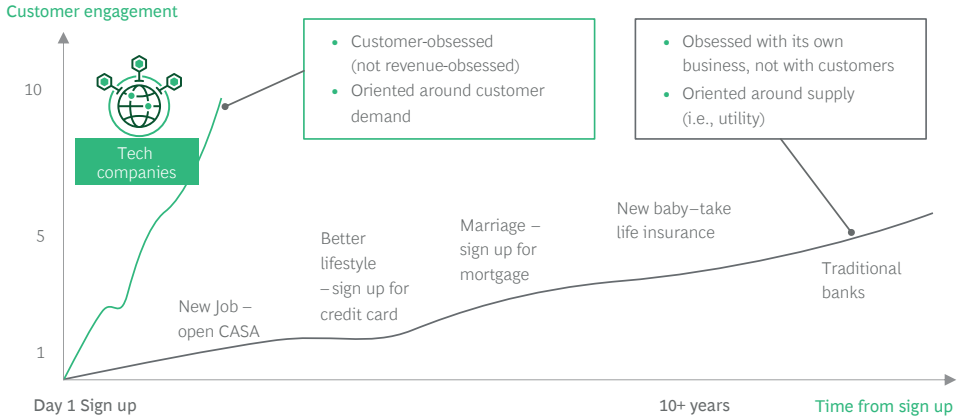 Customer engagement
10
5
1
Tech
companies
• Customer-obsessed
(not revenue-obsessed)
• Oriented around customer
demand
• Obsessed with its own
business, not with customers
• Oriented around supply
(i.e., utility)
New Job –
open CASA
Better
lifestyle
– sign up for
credit card
Marriage –
sign up for
mortgage
New baby–take
life insurance
Traditional
banks
Day 1 Sign up
10+ years
Time from sign up